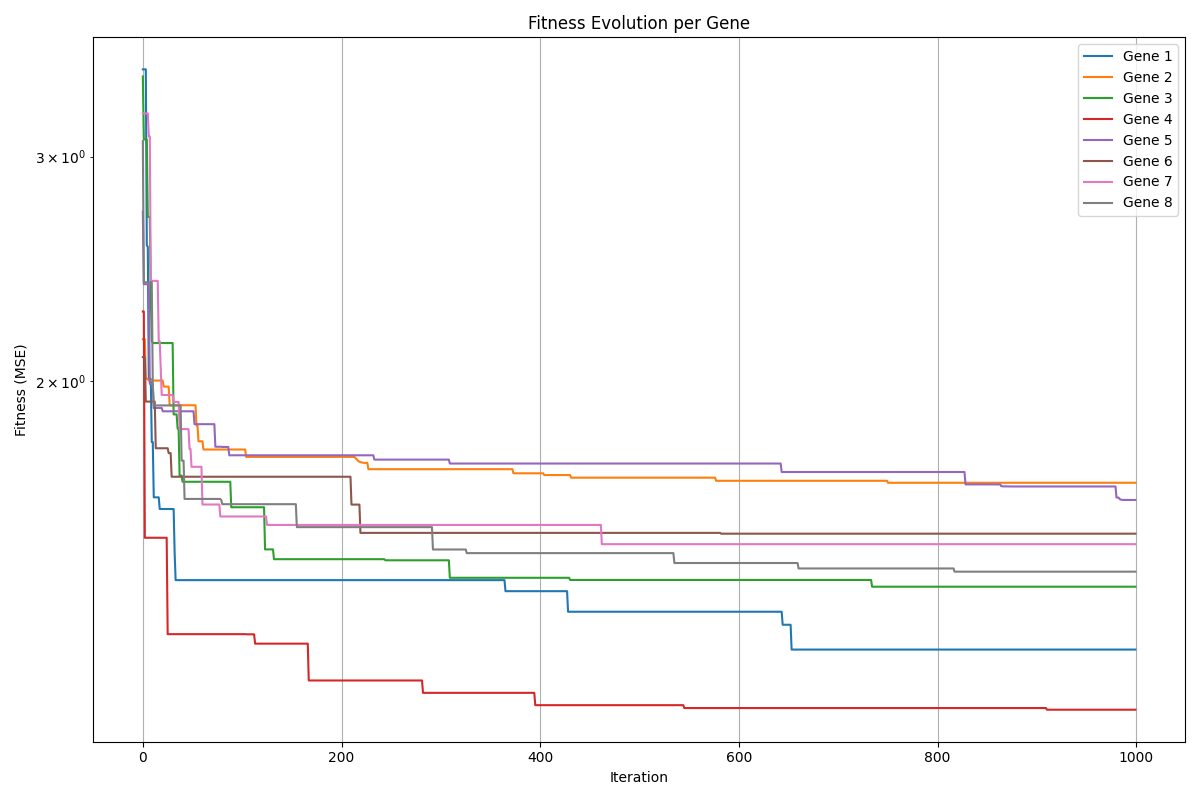 Fitness Evolution per Gene
Gene 1
Gene 2
Gene 3
Gene 4
Gene 5
Gene 6
Gene 7
Gene 8
3 × 10⁰
2 × 10⁰
Fitness (MSE)
0 200 400 600 800 1000
Iteration